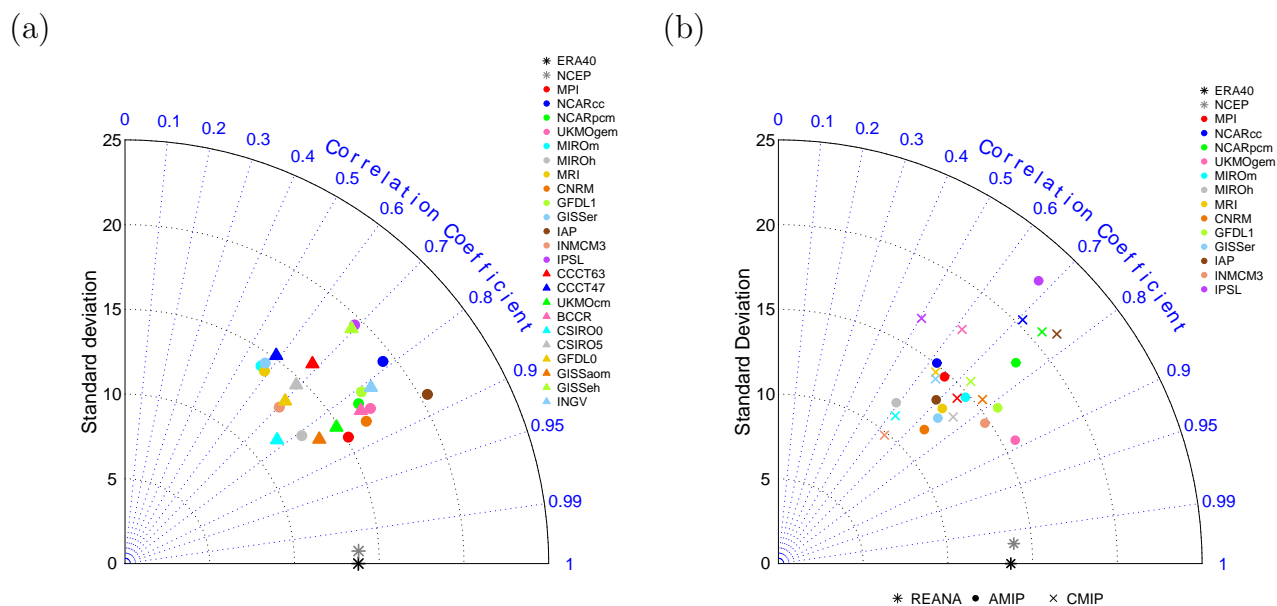 (a)
ERA40
NCEP
MPI
NCARcc
NCARpcm
UKMOgem
MIROm
MIROh
MRI
CNRM
GFDL1
GISSer
IAP
INMCM3
IPSL
CCCT63
CCCT47
UKMOcm
BCCR
CSIRO0
CSIRO5
GFDL0
GISSaom
GISSeh
INGV
0 0.1 0.2 0.3 0.4 0.5 0.6 0.7 0.8 0.9 0.95 0.99 1
Correlation Coefficient
Standard deviation
25
20
15
10
5
0
(b)
ERA40
NCEP
MPI
NCARcc
NCARpcm
UKMOgem
MIROm
MIROh
MRI
CNRM
GFDL1
GISSer
IAP
INMCM3
IPSL
0 0.1 0.2 0.3 0.4 0.5 0.6 0.7 0.8 0.9 0.95 0.99 1
Correlation Coefficient
Standard Deviation
25
20
15
10
5
0
REANA AMIP CMIP